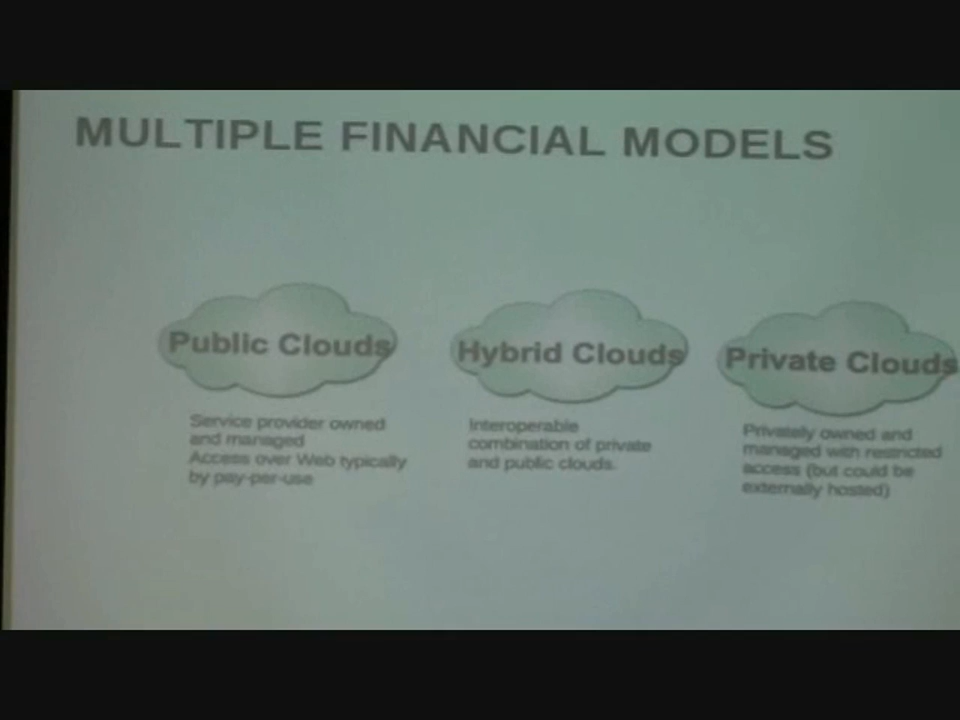 MULTIPLE FINANCIAL MODELS
Public Clouds
Service provider owned
and managed
Access over Web typically
by pay-per-use
Hybrid Clouds
Interoperable
combination of private
and public clouds.
Private Clouds
Privately owned and
managed with restricted
access (but could be
externally hosted)